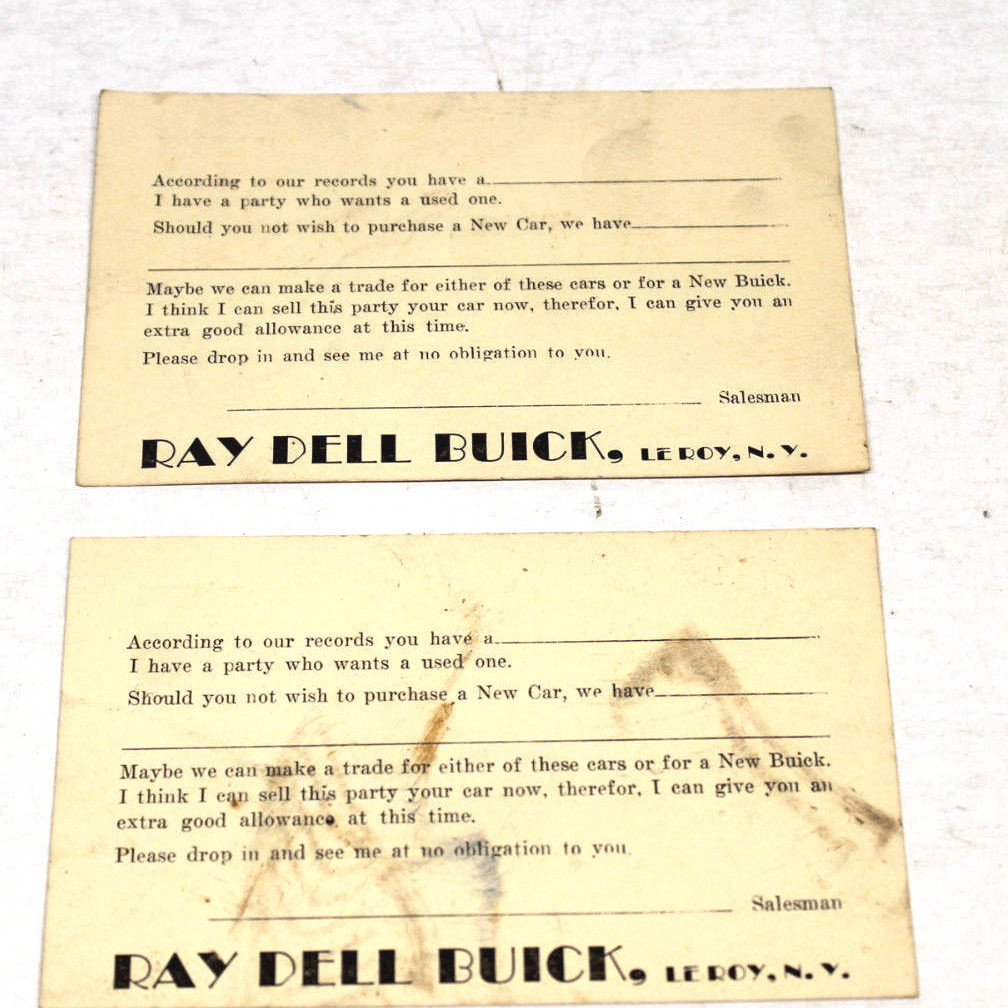 According to our records you have a
I have a party who wants a used one.
Should you not wish to purchase a New Car, we have
Maybe we can make a trade for either of these cars or for a New Buick.
I think I can sell this party your car now, therefor, I can give you an
extra good allowance at this time.
Please drop in and see me at no obligation to you.
Salesman
RAY DELL BUICK, LE ROY, N. Y.
According to our records you have a
I have a party who wants a used one.
Should you not wish to purchase a New Car, we have
Maybe we can make a trade for either of these cars or for a New Buick.
I think I can sell this party your car now, therefor, I can give you an
extra good allowance at this time.
Please drop in and see me at no obligation to you.
Salesman
RAY DELL BUICK, LE ROY, N. Y.